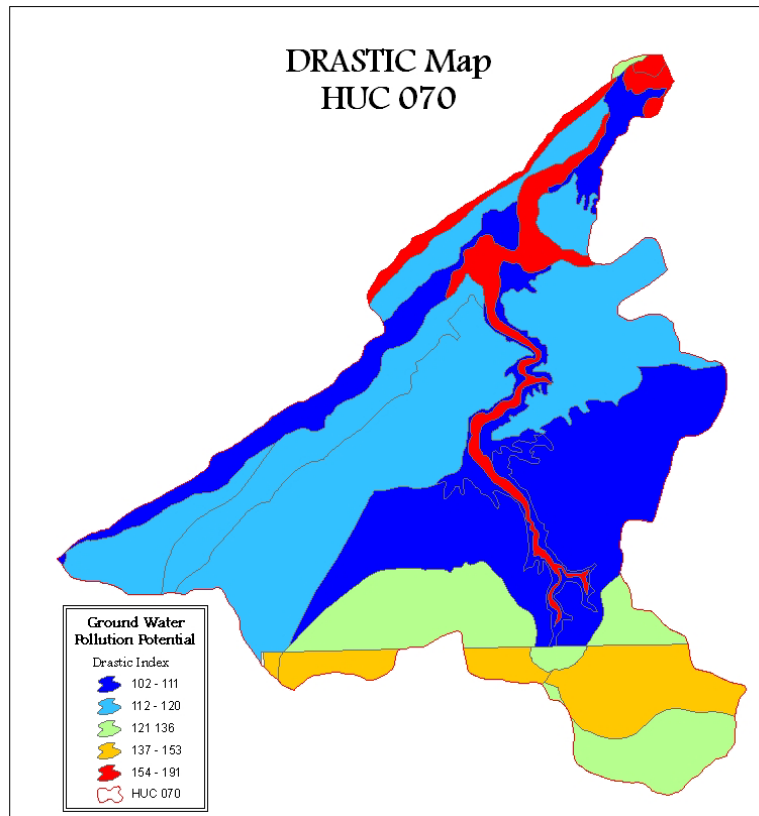 DRASTIC Map
HUC 070
Ground Water
Pollution Potential
Drastic Index
102 - 111
112 - 120
121 136
137 - 153
154 - 191
HUC 070